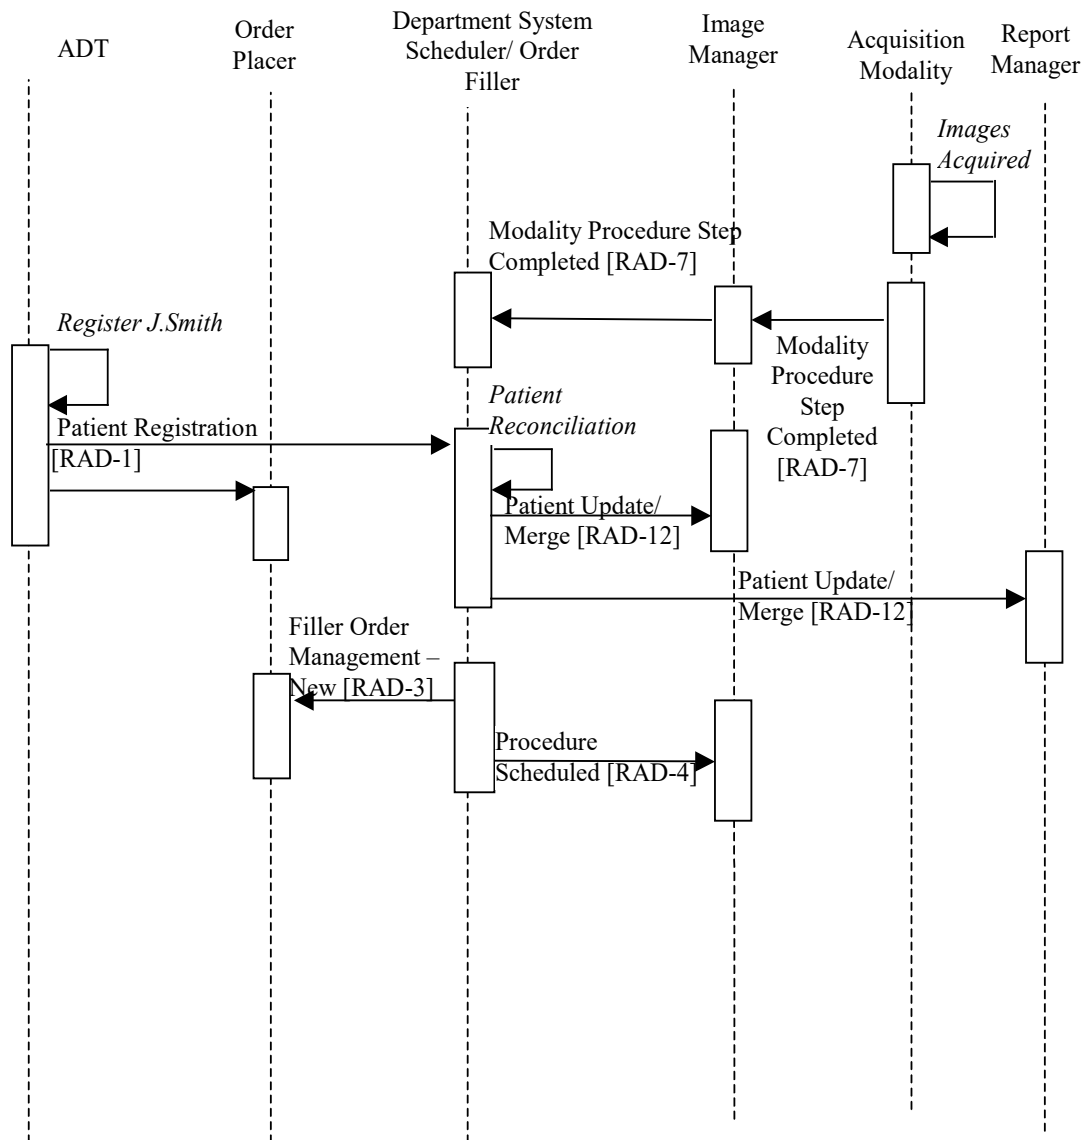 ADT
Order
Placer
Department System
Scheduler/ Order
Filler
Image
Manager
Acquisition
Modality
Report
Manager
Images
Acquired
Modality Procedure Step
Completed [RAD-7]
Register J.Smith
Modality
Procedure
Step
Completed
[RAD-7]
Patient
Reconciliation
Patient Registration
[RAD-1]
Patient Update/
Merge [RAD-12]
Patient Update/
Merge [RAD-12]
Filler Order
Management –
New [RAD-3]
Procedure
Scheduled [RAD-4]